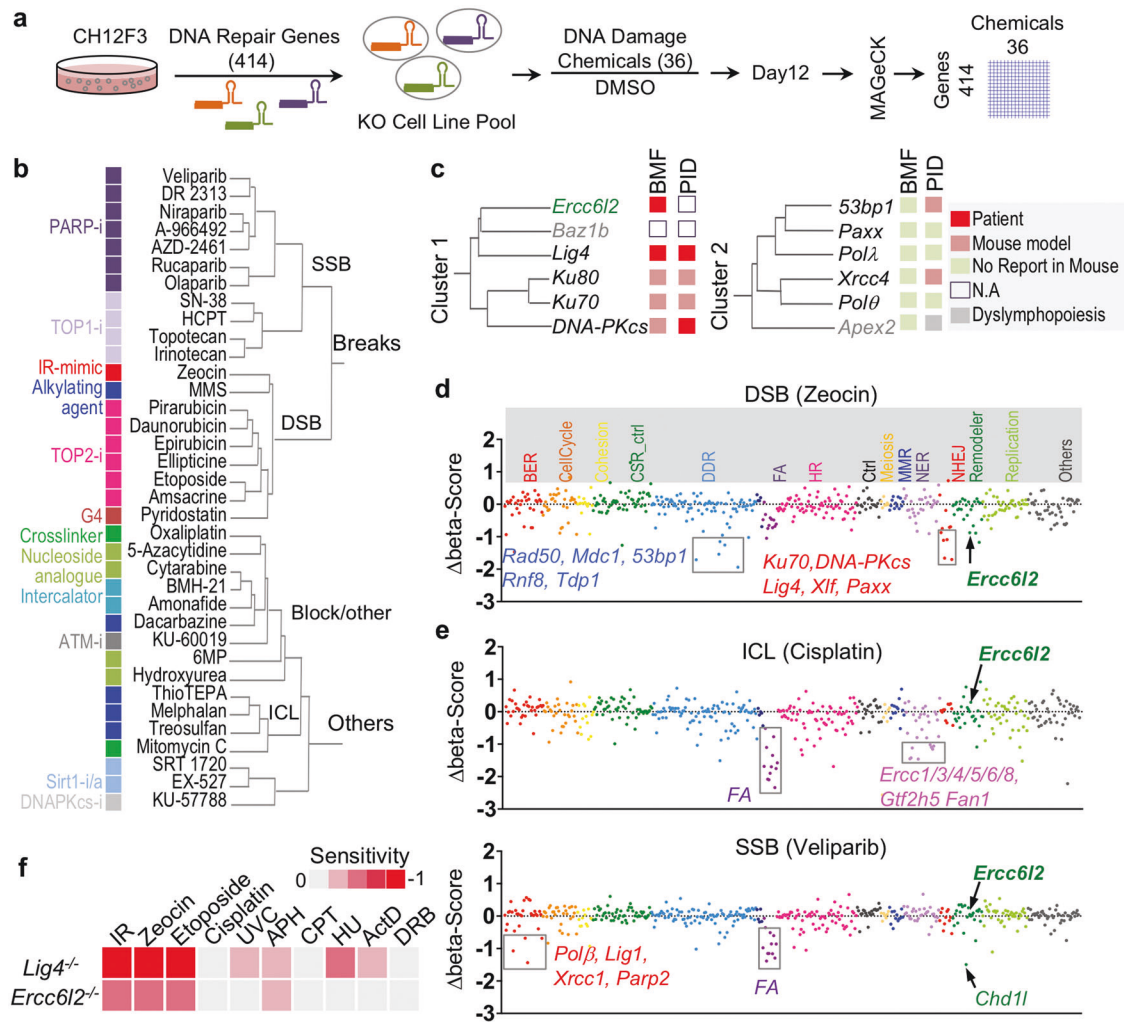 a
CH12F3
DNA Repair Genes
(414)
KO Cell Line Pool
DNA Damage
Chemicals (36)
DMSO
Day12
MAGeCK
Genes
414
Chemicals
36
b
PARP-i
TOP1-i
IR-mimic
Alkylating
agent
TOP2-i
G4
Crosslinker
Nucleoside
analogue
Intercalator
ATM-i
Sirt1-i/a
DNAPKcs-i
Veliparib
DR 2313
Niraparib
A-966492
AZD-2461
Rucaparib
Olaparib
SN-38
HCPT
Topotecan
Irinotecan
Zeocin
MMS
Pirarubicin
Daunorubicin
Epirubicin
Ellipticine
Etoposide
Amsacrine
Pyridostatin
Oxaliplatin
5-Azacytidine
Cytarabine
BMH-21
Amonafide
Dacarbazine
KU-60019
6MP
Hydroxyurea
ThioTEPA
Melphalan
Treosulfan
Mitomycin C
SRT 1720
EX-527
KU-57788
SSB
Breaks
DSB
Block/other
ICL
Others
c
BMF
PID
Cluster 1
Ercc6l2
Baz1b
Lig4
Ku80
Ku70
DNA-PKcs
BMF
PID
Cluster 2
53bp1
Paxx
Polλ
Xrcc4
Polθ
Apex2
Patient
Mouse model
No Report in Mouse
N.A
Dyslymphopoiesis
d
DSB (Zeocin)
Δbeta-Score
2
1
0
-1
-2
-3
BER
CellCycle
Cohesion
CSR_ctrl
DDR
FA
HR
Ctrl
Meiosis
MMR
NER
NHEJ
Remodeler
Replication
Others
Rad50, Mdc1, 53bp1
Rnf8, Tdp1
Ku70,DNA-PKcs
Lig4, Xlf, Paxx
Ercc6l2
e
ICL (Cisplatin)
Δbeta-Score
2
1
0
-1
-2
-3
Ercc6l2
FA
Ercc1/3/4/5/6/8,
Gtf2h5 Fan1
SSB (Veliparib)
Δbeta-Score
2
1
0
-1
-2
-3
Ercc6l2
Polβ, Lig1,
Xrcc1, Parp2
FA
Chd1l
f
Sensitivity
0
-1
IR
Zeocin
Etoposide
Cisplatin
UVC
APH
CPT
HU
ActD
DRB
Lig4-/-
Ercc6l2-/-